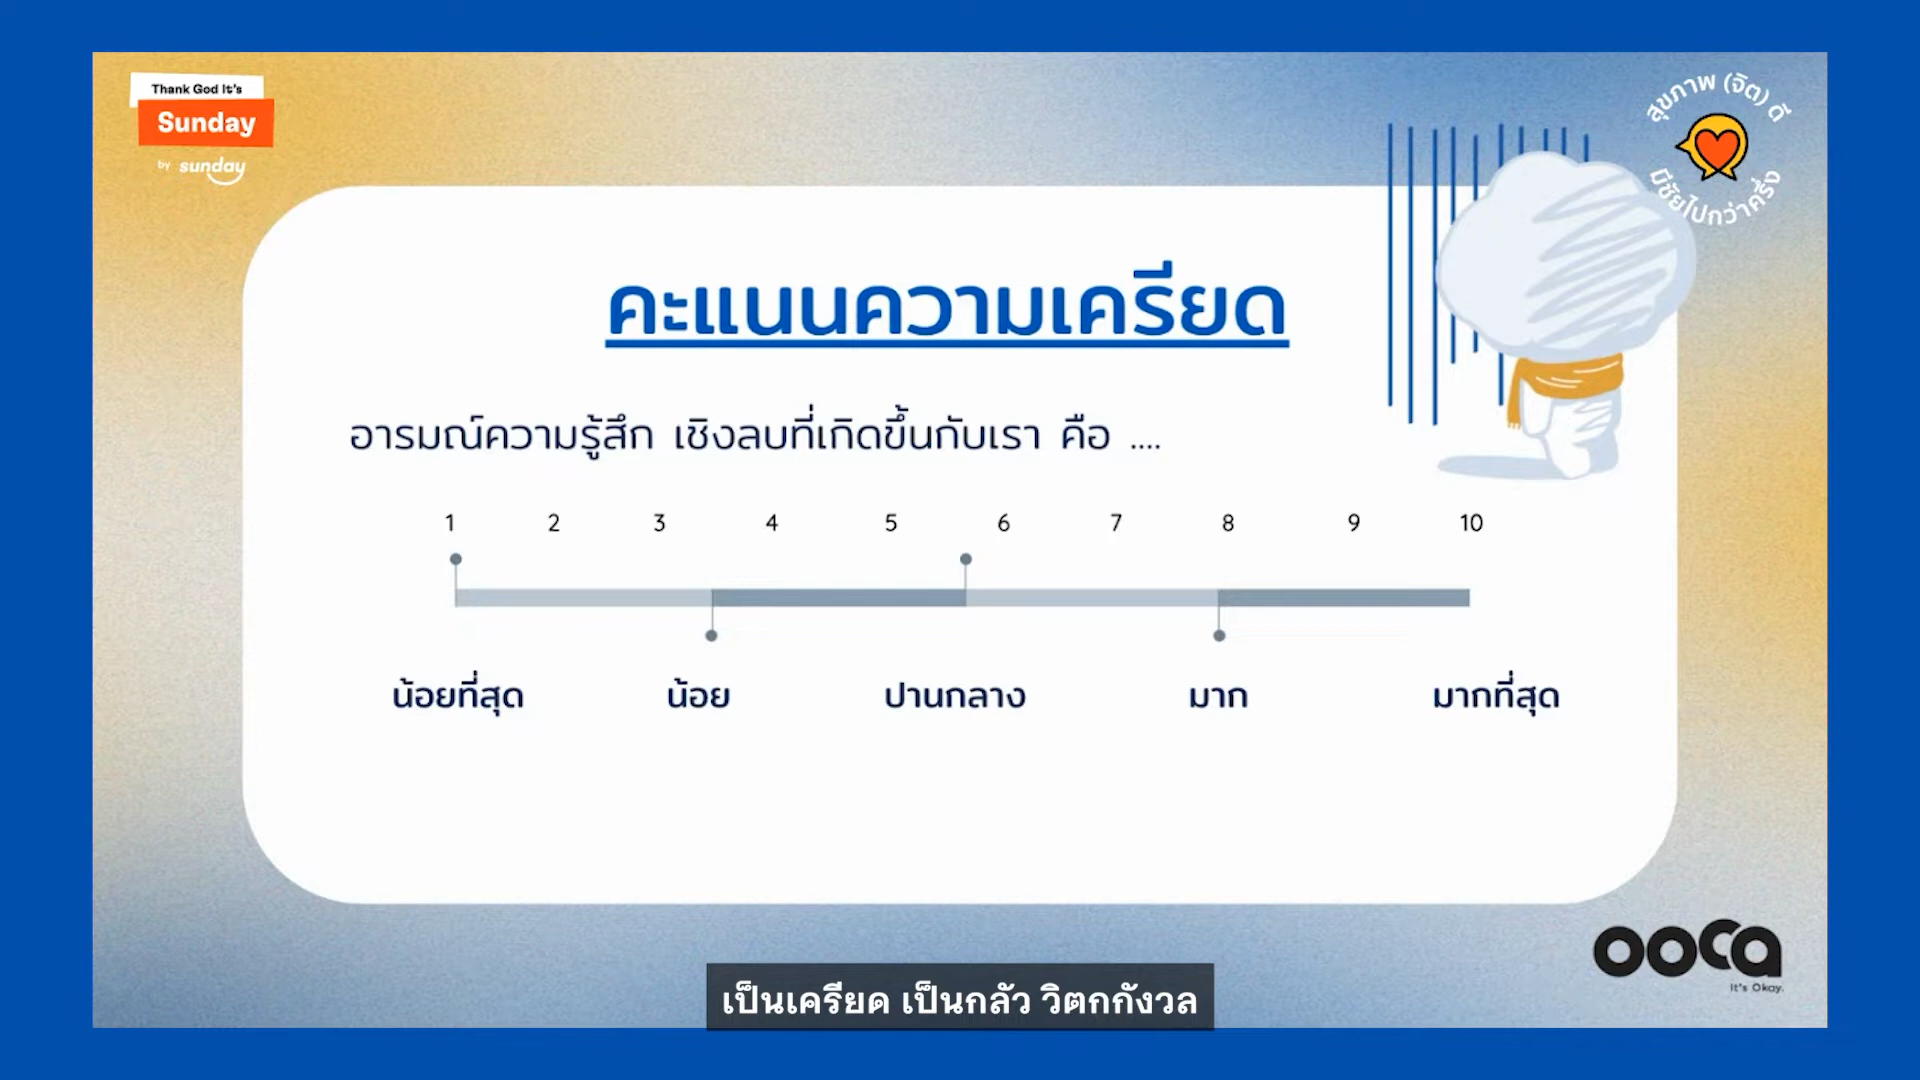 Thank God It's
Sunday
by sunday
สุขภาพ (จิต) ดี
มีชัยไปกว่าครึ่ง
คะแนนความเครียด
อารมณ์ความรู้สึก เชิงลบที่เกิดขึ้นกับเรา คือ ....
1 2 3 4 5 6 7 8 9 10
น้อยที่สุด น้อย ปานกลาง มาก มากที่สุด
ooca
It's Okay.
เป็นเครียด เป็นกลัว วิตกกังวล